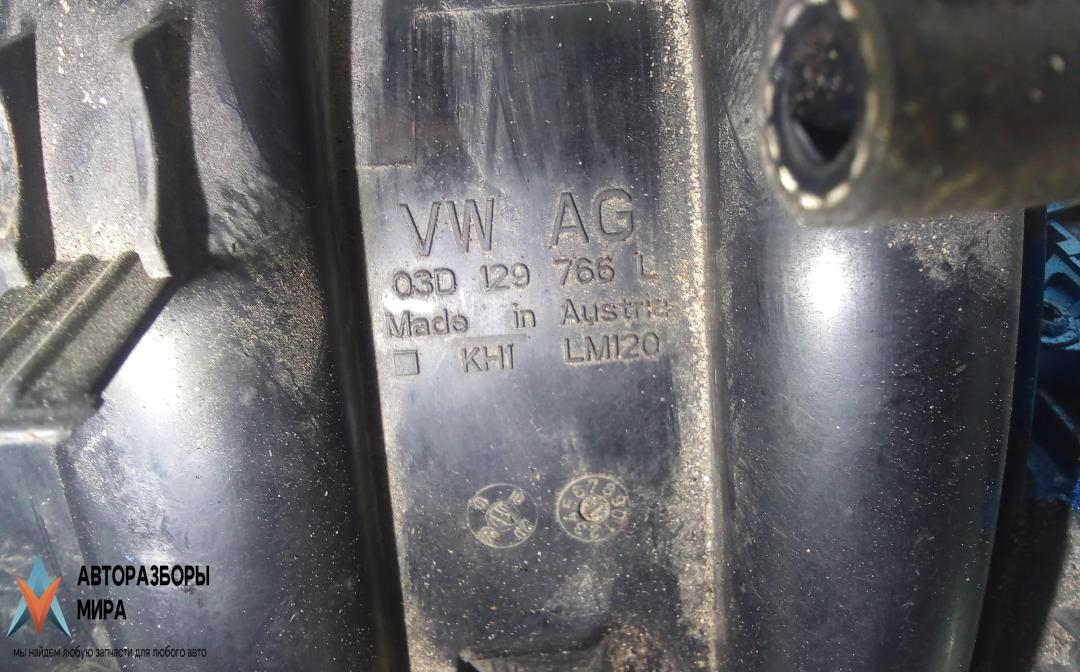 VW AG
03D 129 766 L
Made in Austria
KH1 LM120
АВТОРАЗБОРЫ
МИРА
мы найдем любую запчасти для любого авто